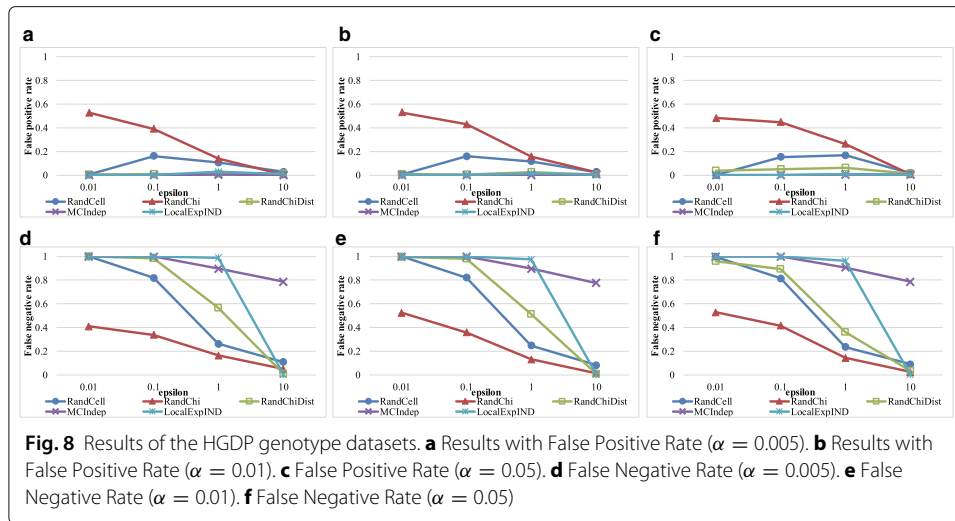 a
b
c
1
0.8
0.6
0.4
0.2
0
False positive rate
0.01 0.1 1 10
epsilon
RandCell RandChi RandChiDist
MCIndep LocalExpIND
1
0.8
0.6
0.4
0.2
0
False positive rate
0.01 0.1 1 10
epsilon
RandCell RandChi RandChiDist
MCIndep LocalExpIND
1
0.8
0.6
0.4
0.2
0
False positive rate
0.01 0.1 1 10
epsilon
RandCell RandChi RandChiDist
MCIndep LocalExpIND
d
e
f
1
0.8
0.6
0.4
0.2
0
False negative rate
0.01 0.1 1 10
epsilon
RandCell RandChi RandChiDist
MCIndep LocalExpIND
1
0.8
0.6
0.4
0.2
0
False negative rate
0.01 0.1 1 10
epsilon
RandCell RandChi RandChiDist
MCIndep LocalExpIND
1
0.8
0.6
0.4
0.2
0
False negative rate
0.01 0.1 1 10
epsilon
RandCell RandChi RandChiDist
MCIndep LocalExpIND
Fig. 8 Results of the HGDP genotype datasets. a Results with False Positive Rate (α = 0.005). b Results with
False Positive Rate (α = 0.01). c False Positive Rate (α = 0.05). d False Negative Rate (α = 0.005). e False
Negative Rate (α = 0.01). f False Negative Rate (α = 0.05)